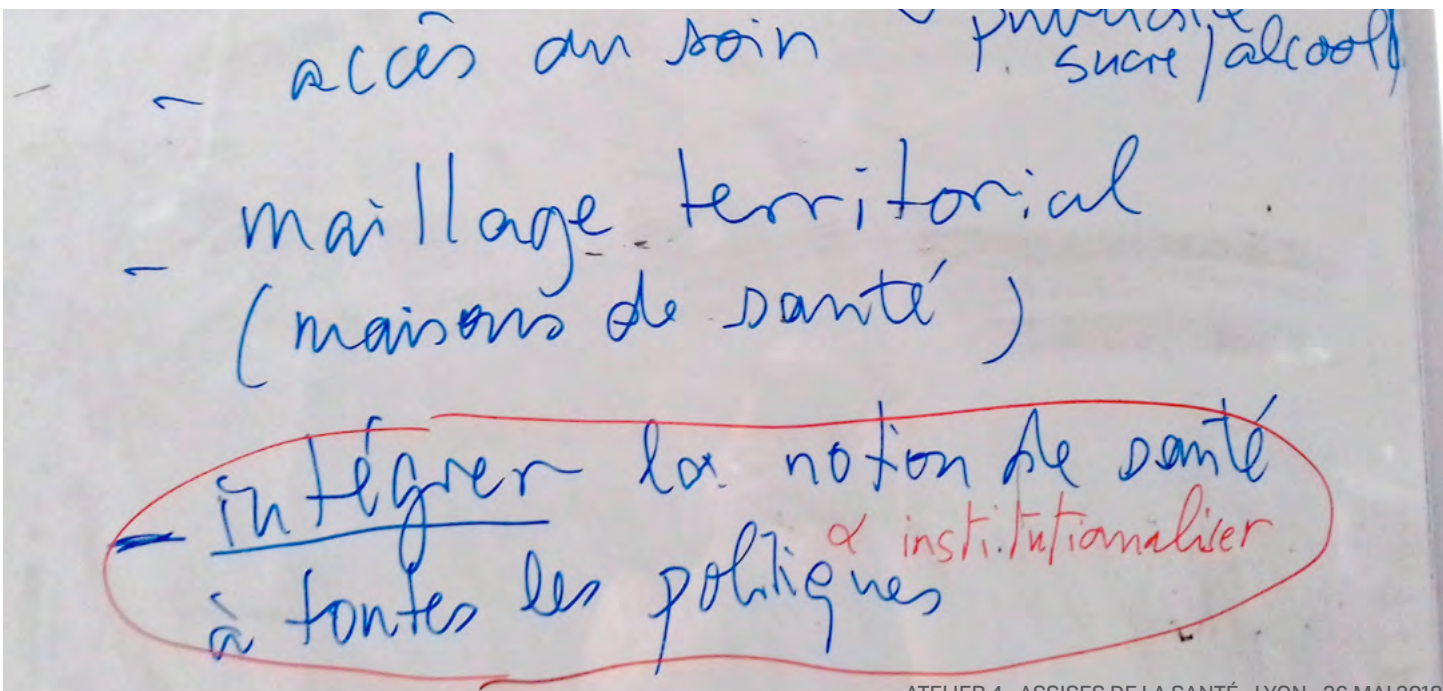 - accès au soin
sucre/alcool
- maillage territorial
(maisons de santé)
- intégrer la notion de santé
& institutionnaliser
à toutes les politiques
ATELIER 4 - ASSISES DE LA SANTÉ - LYON - 26 MAI 2018